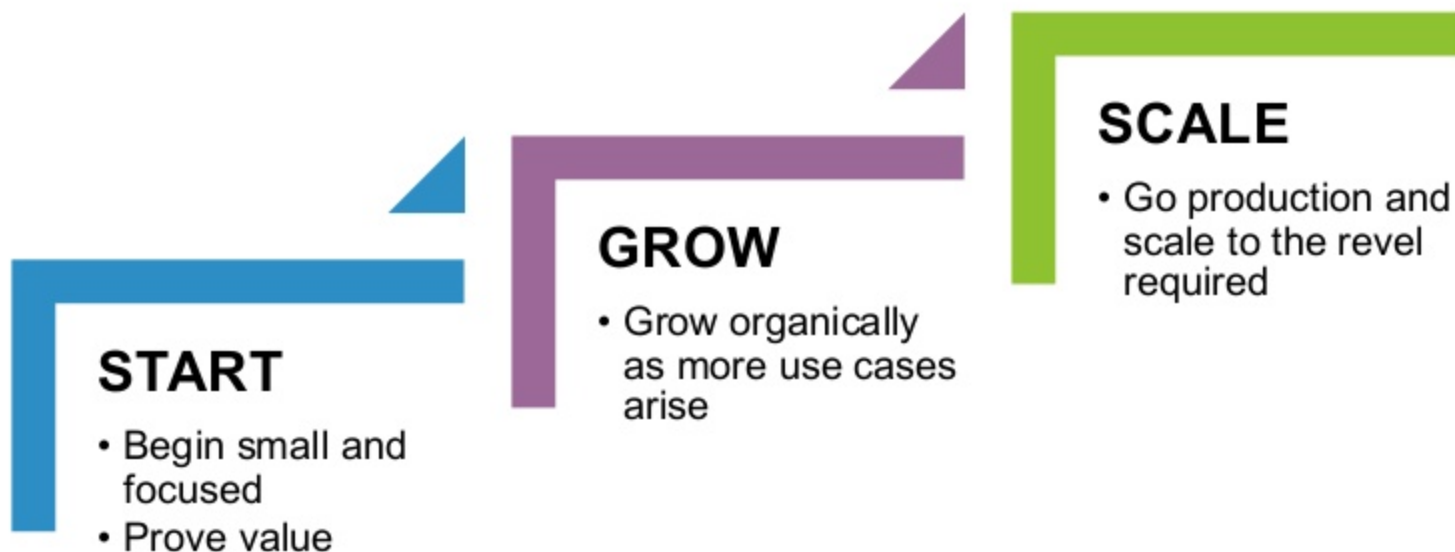 START
• Begin small and
focused
• Prove value
GROW
• Grow organically
as more use cases
arise
SCALE
• Go production and
scale to the revel
required